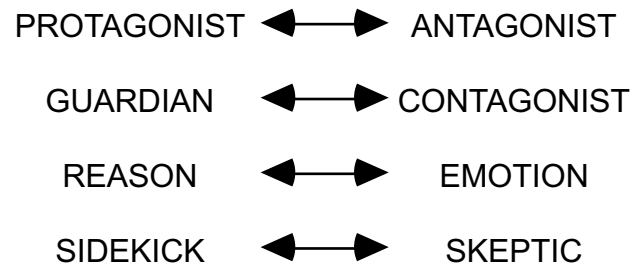 PROTAGONIST ANTAGONIST
GUARDIAN CONTAGONIST
REASON EMOTION
SIDEKICK SKEPTIC